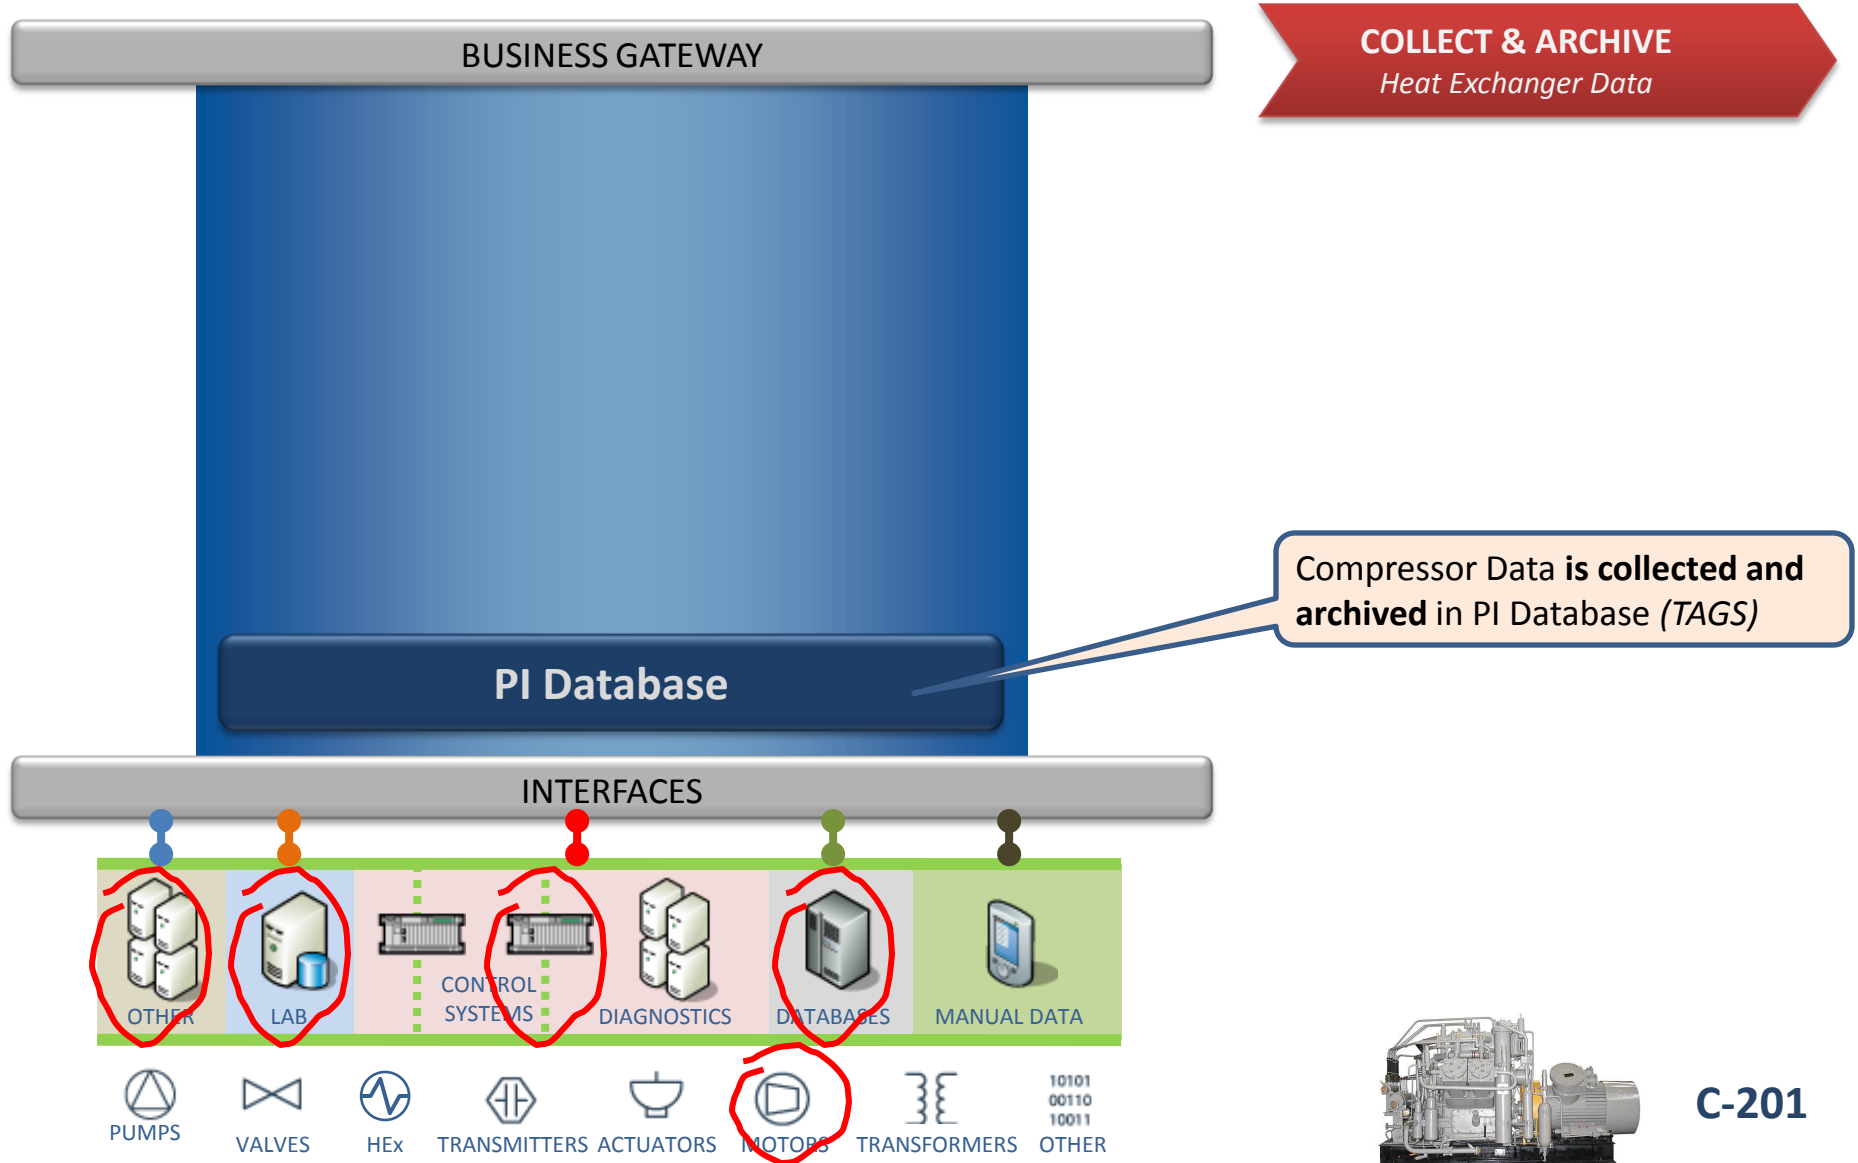 BUSINESS GATEWAY
COLLECT & ARCHIVE
Heat Exchanger Data
Compressor Data is collected and
archived in PI Database (TAGS)
PI Database
INTERFACES
OTHER
LAB
CONTROL
SYSTEMS
DIAGNOSTICS
DATABASES
MANUAL DATA
PUMPS
VALVES
HEx
TRANSMITTERS
ACTUATORS
MOTORS
TRANSFORMERS
10101
00110
10011
OTHER
C-201